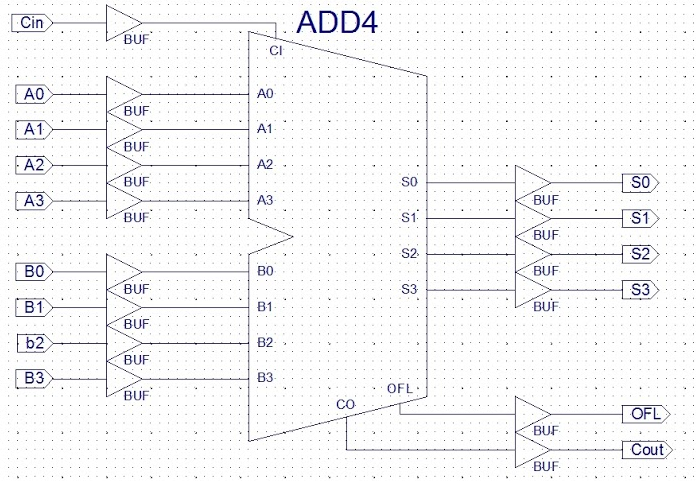 Cin
BUF
ADD4
CI
A0
BUF
A0
A1
BUF
A1
A2
BUF
A2
A3
BUF
A3
S0
BUF
S0
S1
BUF
S1
S2
BUF
S2
S3
BUF
S3
B0
BUF
B0
B1
BUF
B1
b2
BUF
B2
B3
BUF
B3
OFL
BUF
OFL
CO
BUF
Cout